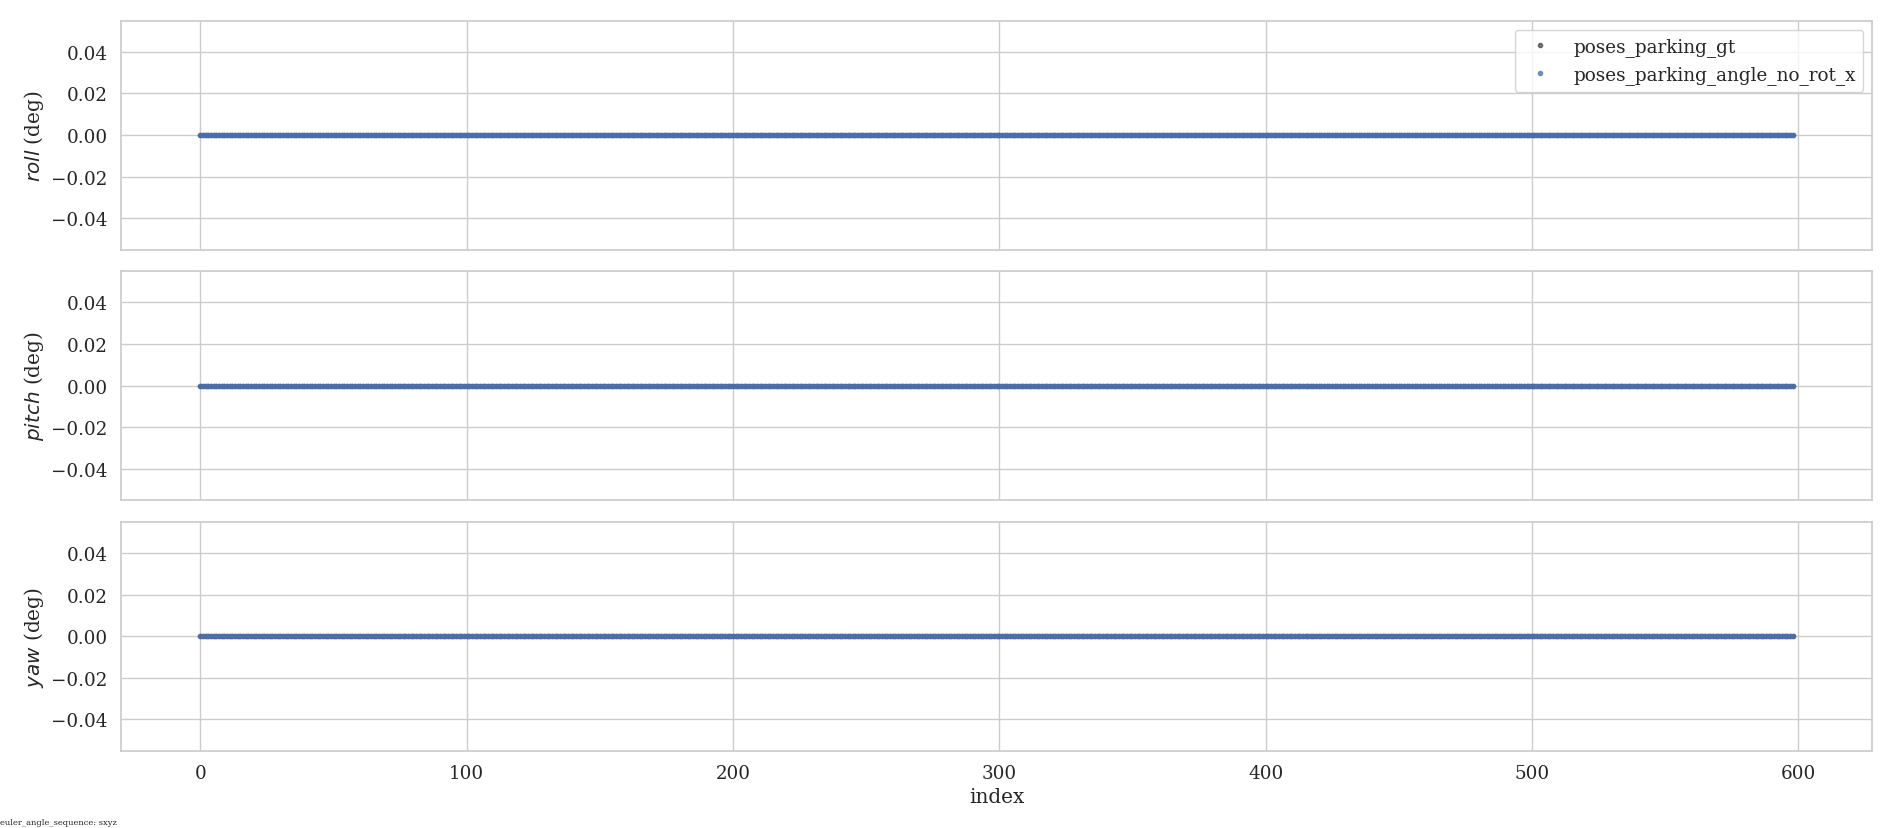 0.04
0.02
0.00
−0.02
−0.04
roll (deg)
poses_parking_gt
poses_parking_angle_no_rot_x
0.04
0.02
0.00
−0.02
−0.04
pitch (deg)
0.04
0.02
0.00
−0.02
−0.04
yaw (deg)
0 100 200 300 400 500 600
index
euler_angle_sequence: sxyz